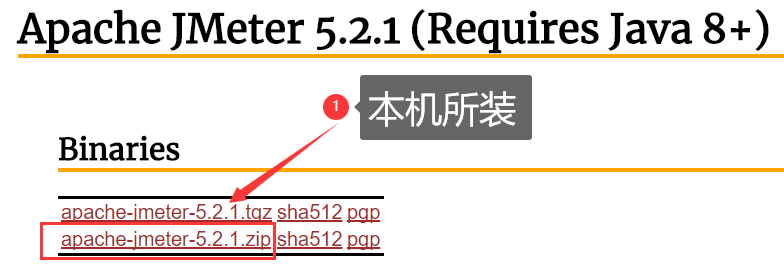 Apache JMeter 5.2.1 (Requires Java 8+)
1 本机所装
Binaries
apache-jmeter-5.2.1.tgz sha512 pgp
apache-jmeter-5.2.1.zip sha512 pgp